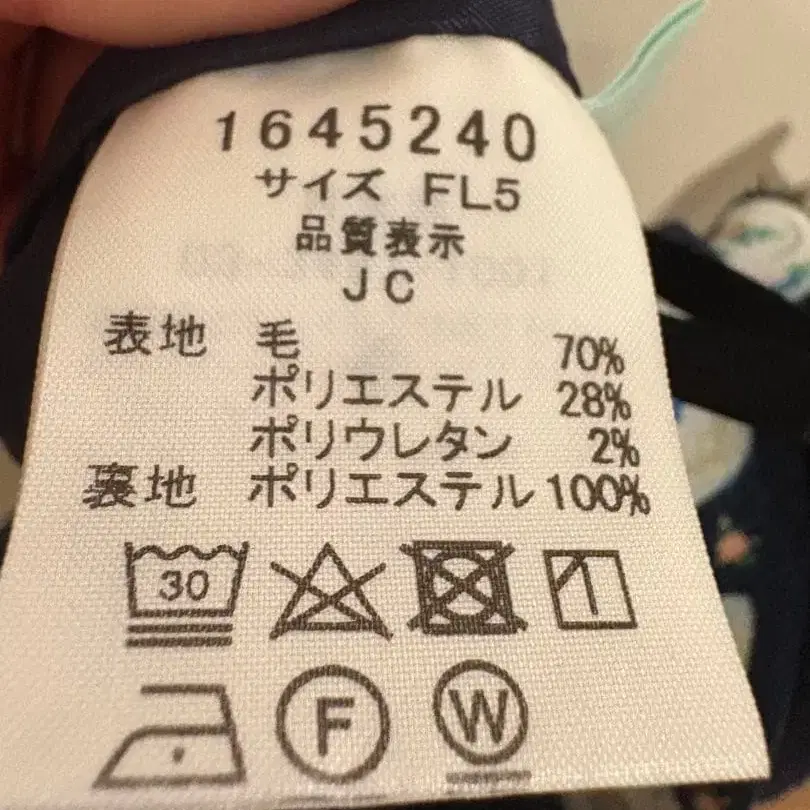 1645240
サイズ FL5
品質表示
JC
表地 毛 70%
ポリエステル 28%
ポリウレタン 2%
裏地 ポリエステル 100%
30
F W